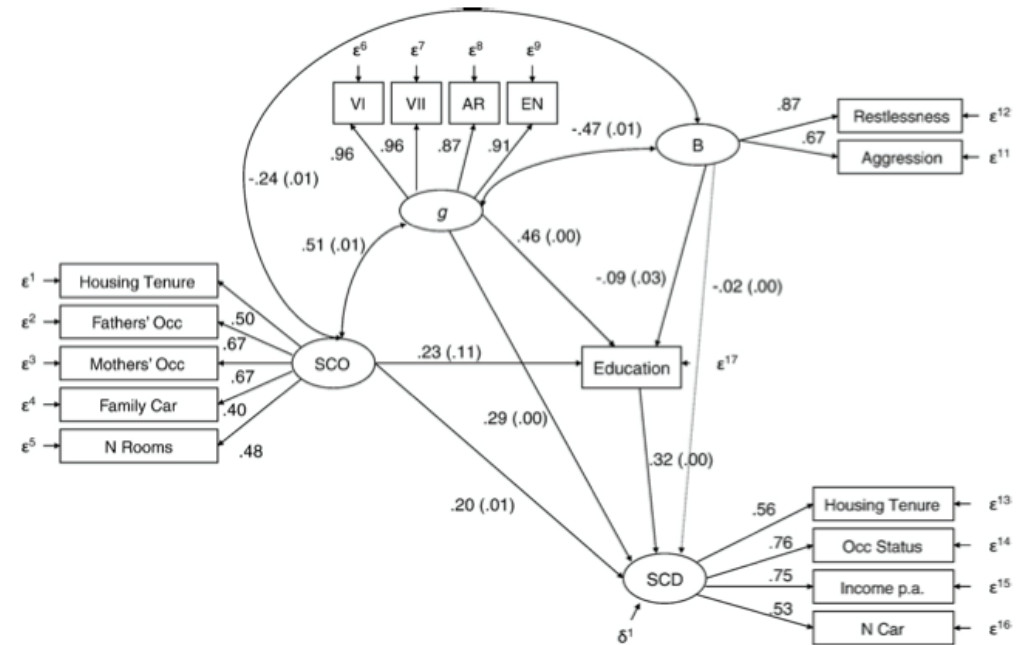 ε6 ε7 ε8 ε9
VI VII AR EN
.96 .96 .87 .91
-.47 (.01)
B
.87
Restlessness ε12
.67
Aggression ε11
-.24 (.01)
g
.51 (.01)
.46 (.00)
-.09 (.03)
-.02 (.00)
ε1 Housing Tenure
.50
ε2 Fathers' Occ
.67
ε3 Mothers' Occ
.67
ε4 Family Car
.40
ε5 N Rooms
.48
SCO
.23 (.11)
Education
ε17
.29 (.00)
.32 (.00)
.20 (.01)
SCD
δ1
.56
Housing Tenure ε13
.76
Occ Status ε14
.75
Income p.a. ε15
.53
N Car ε16